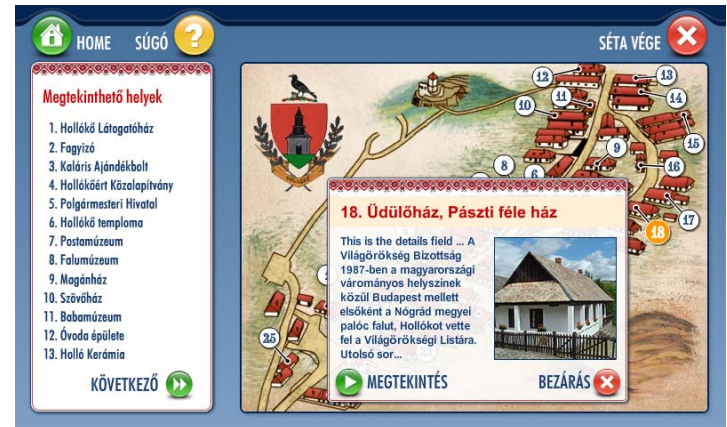 HOME
SÚGÓ
?
SÉTA VÉGE
Megtekinthető helyek
1. Hollókő Látogatóház
2. Fagyizó
3. Kaláris Ajándékbolt
4. Hollókőért Közalapítvány
5. Polgármesteri Hivatal
6. Hollókő temploma
7. Postamúzeum
8. Falumúzeum
9. Magánház
10. Szövőház
11. Babamúzeum
12. Óvoda épülete
13. Holló Kerámia
KÖVETKEZŐ
12
13
11
14
10
15
9
8
16
6
17
18
25
18. Üdülőház, Pászti féle ház
This is the details field ... A
Világörökség Bizottság
1987-ben a magyarországi
várományos helyszínek
közül Budapest mellett
elsőként a Nógrád megyei
palóc falut, Hollókot vette
fel a Világörökségi Listára.
Utolsó sor...
MEGTEKINTÉS
BEZÁRÁS